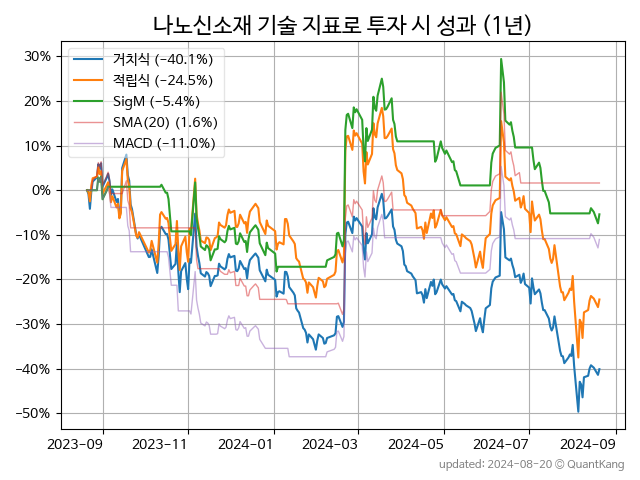 나노신소재 기술 지표로 투자 시 성과 (1년)
30%
20%
10%
0%
−10%
−20%
−30%
−40%
−50%
거치식 (−40.1%)
적립식 (−24.5%)
SigM (−5.4%)
SMA(20) (1.6%)
MACD (−11.0%)
2023-09 2023-11 2024-01 2024-03 2024-05 2024-07 2024-09
updated: 2024-08-20 © QuantKang